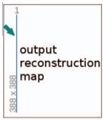 1
output
reconstruction
map
388 x 388